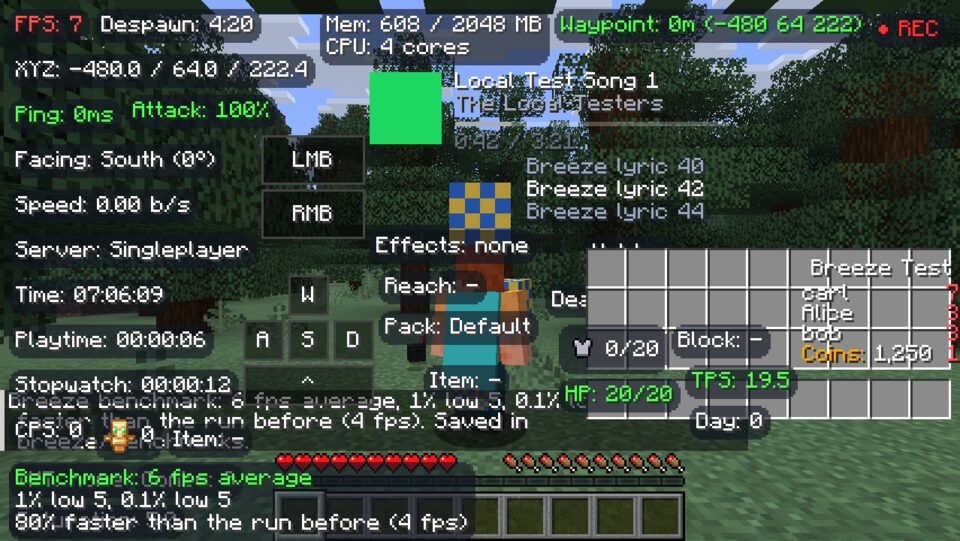 FPS: 7
Despawn: 4:20
Mem: 608 / 2048 MB
CPU: 4 cores
Waypoint: 0m (-480 64 222)
REC
XYZ: -480.0 / 64.0 / 222.4
Local Test Song 1
The Local Testers
Ping: 0ms
Attack: 100%
0:42 / 3:21
Facing: South (0º)
LMB
Breeze lyric 40
Breeze lyric 42
Breeze lyric 44
Speed: 0.00 b/s
RMB
Server: Singleplayer
Effects: none
Breeze Test
Time: 07:06:09
W
Reach: -
carl
Alice
bob
Coins: 1,250
Playtime: 00:00:06
A
S
D
Pack: Default
0/20
Block: -
Stopwatch: 00:00:12
^
Item: -
HP: 20/20
TPS: 19.5
Breeze benchmark: 6 fps average, 1% low 5, 0.1%
faster than the run before (4 fps). Saved in
CPS: 0
0
Item: -
Day: 0
Benchmark: 6 fps average
1% low 5, 0.1% low 5
80% faster than the run before (4 fps)